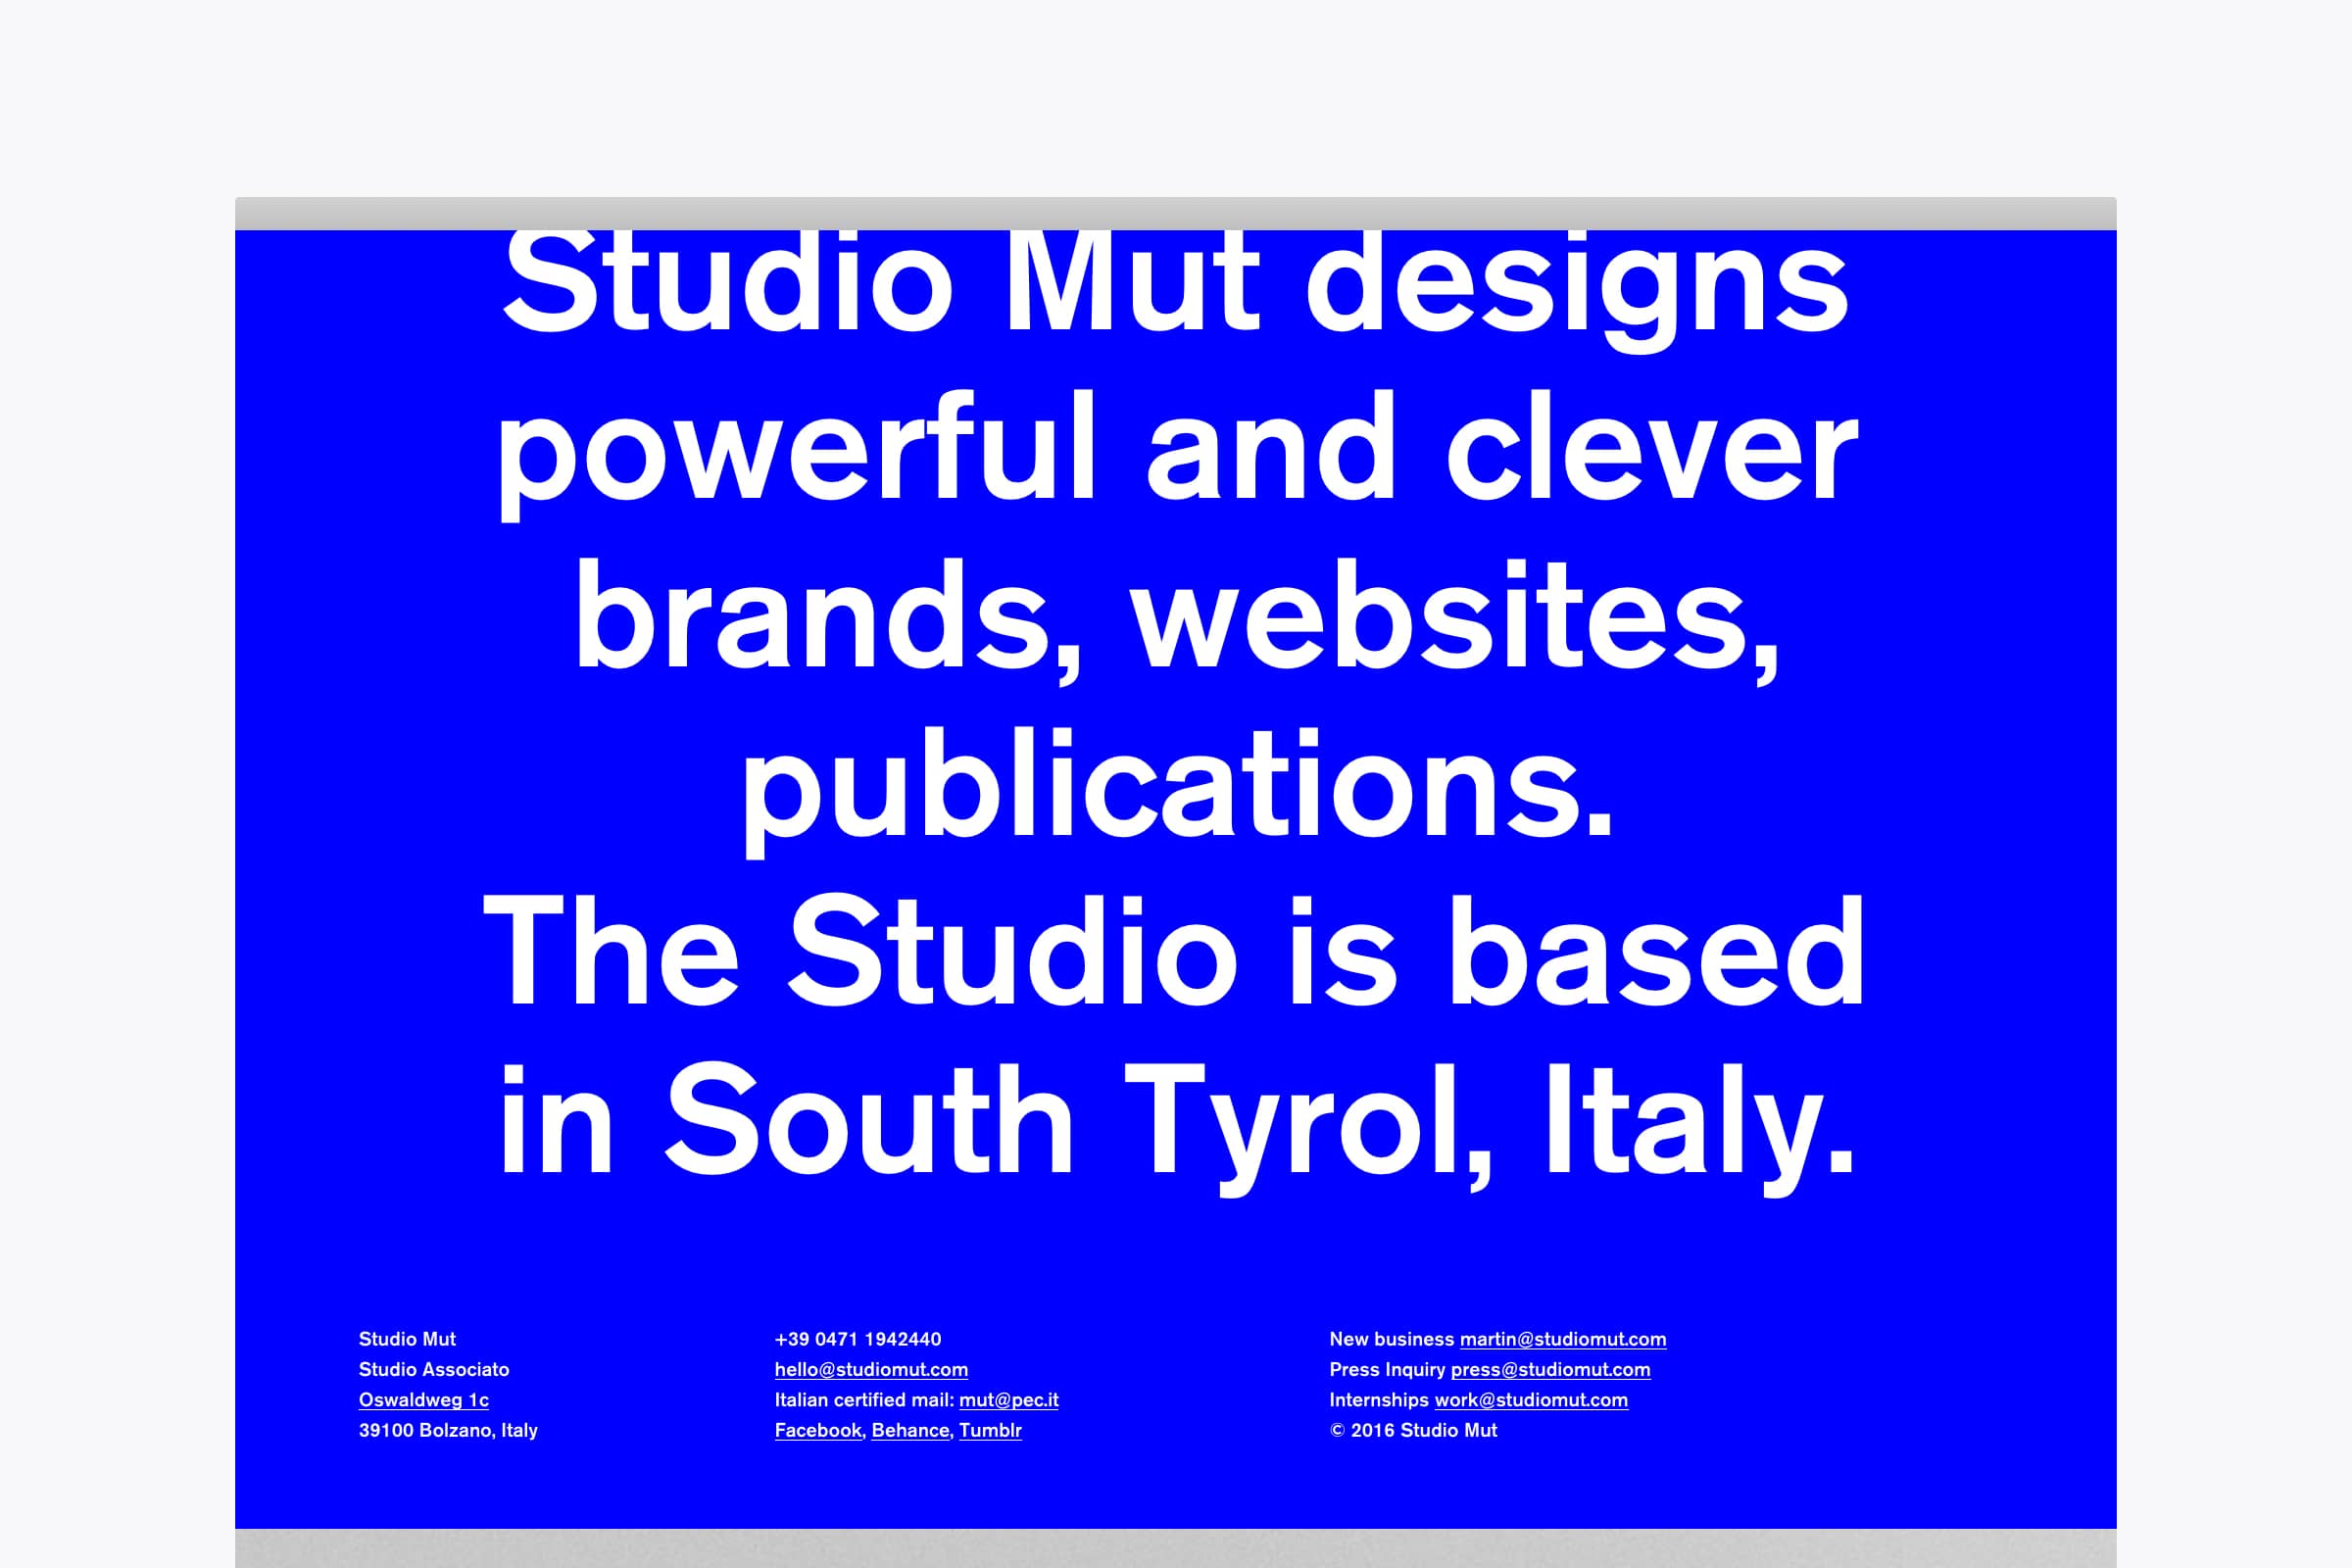 Studio Mut designs
powerful and clever
brands, websites,
publications.
The Studio is based
in South Tyrol, Italy.
Studio Mut
Studio Associato
Oswaldweg 1c
39100 Bolzano, Italy
+39 0471 1942440
hello@studiomut.com
Italian certified mail: mut@pec.it
Facebook, Behance, Tumblr
New business martin@studiomut.com
Press Inquiry press@studiomut.com
Internships work@studiomut.com
© 2016 Studio Mut